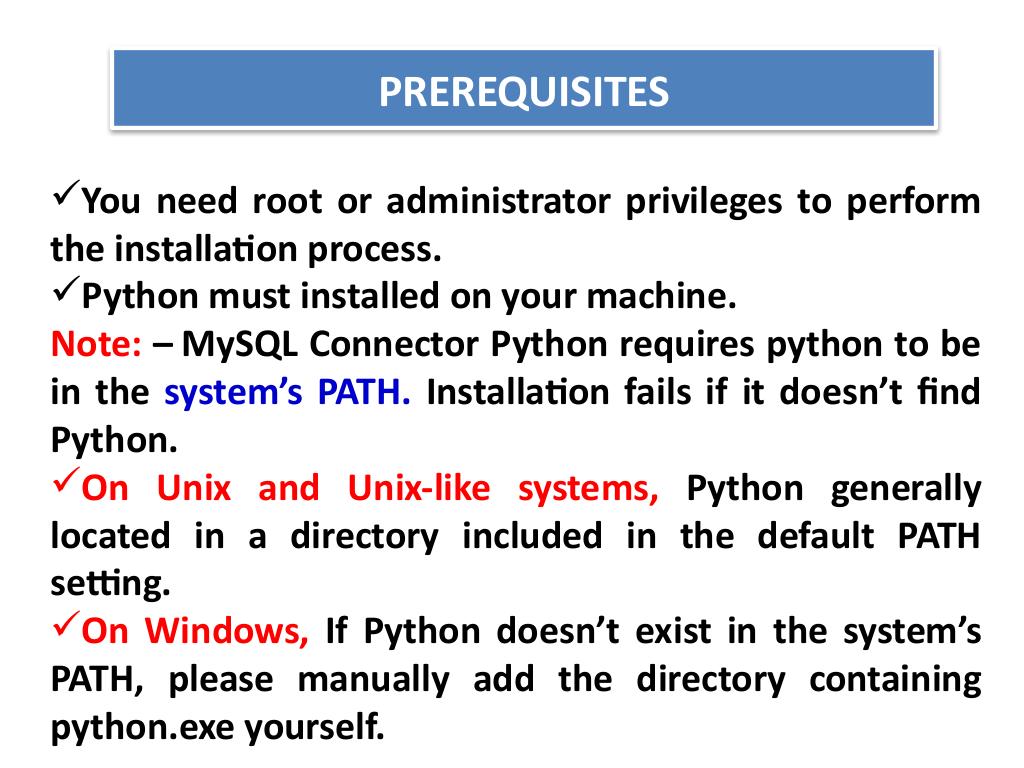 PREREQUISITES
✓You need root or administrator privileges to perform
the installation process.
✓Python must installed on your machine.
Note: – MySQL Connector Python requires python to be
in the system’s PATH. Installation fails if it doesn’t find
Python.
✓On Unix and Unix-like systems, Python generally
located in a directory included in the default PATH
setting.
✓On Windows, If Python doesn’t exist in the system’s
PATH, please manually add the directory containing
python.exe yourself.